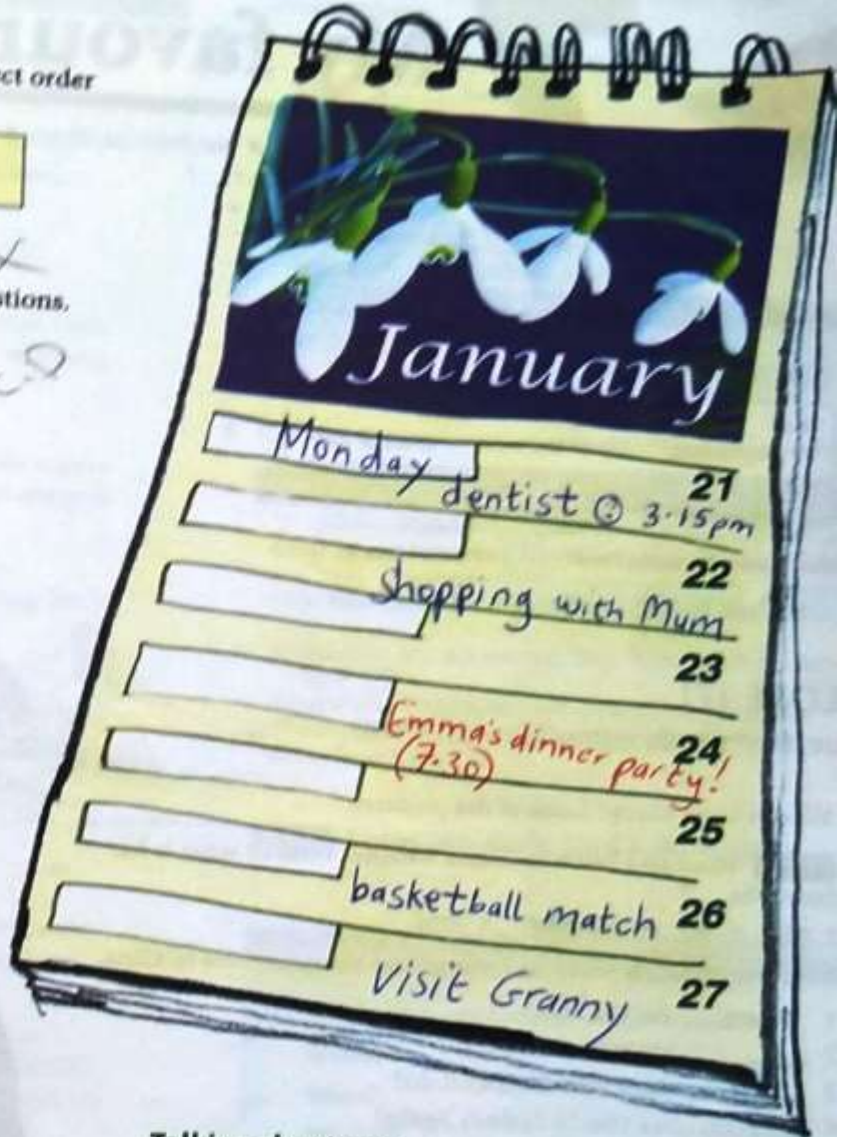 ct order
stions.
January
Monday
21
dentist @ 3.15pm
22
Shopping with Mum
23
24
Emma's dinner party!
(7.30)
25
26
basketball match
27
Visit Granny